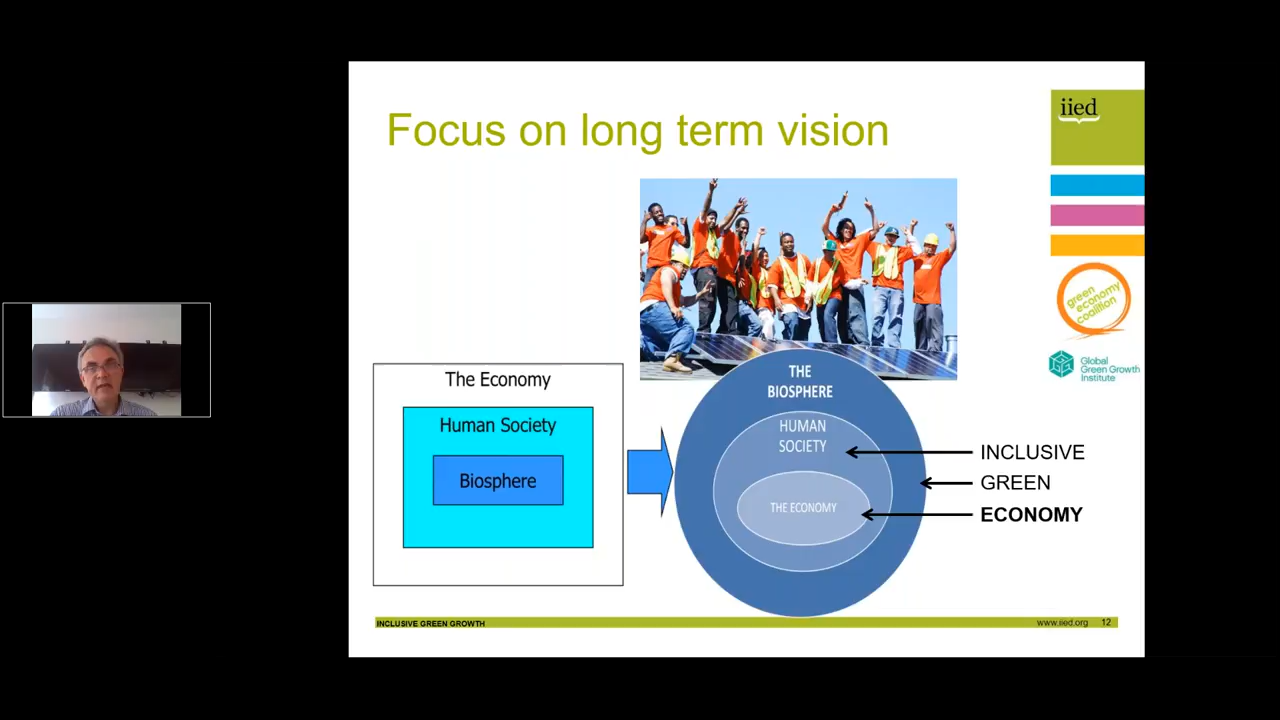 Focus on long term vision
iied
green
economy
coalition
Global
Green Growth
Institute
The Economy
Human Society
Biosphere
THE
BIOSPHERE
HUMAN
SOCIETY
THE ECONOMY
INCLUSIVE
GREEN
ECONOMY
INCLUSIVE GREEN GROWTH
www.iied.org 12